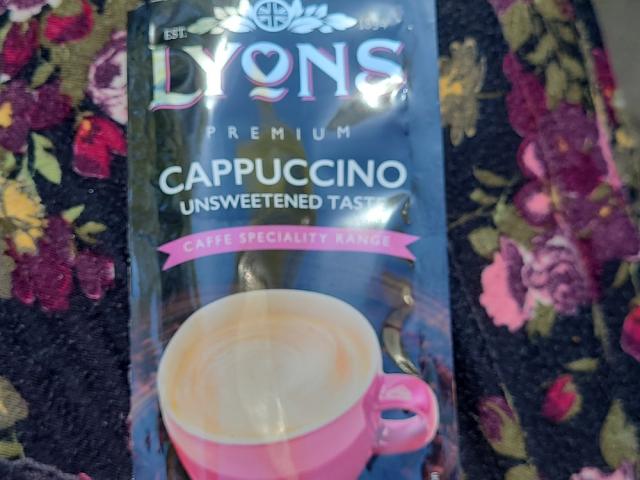 EST.
LYONS
PREMIUM
CAPPUCCINO
UNSWEETENED TASTE
CAFFE SPECIALITY RANGE